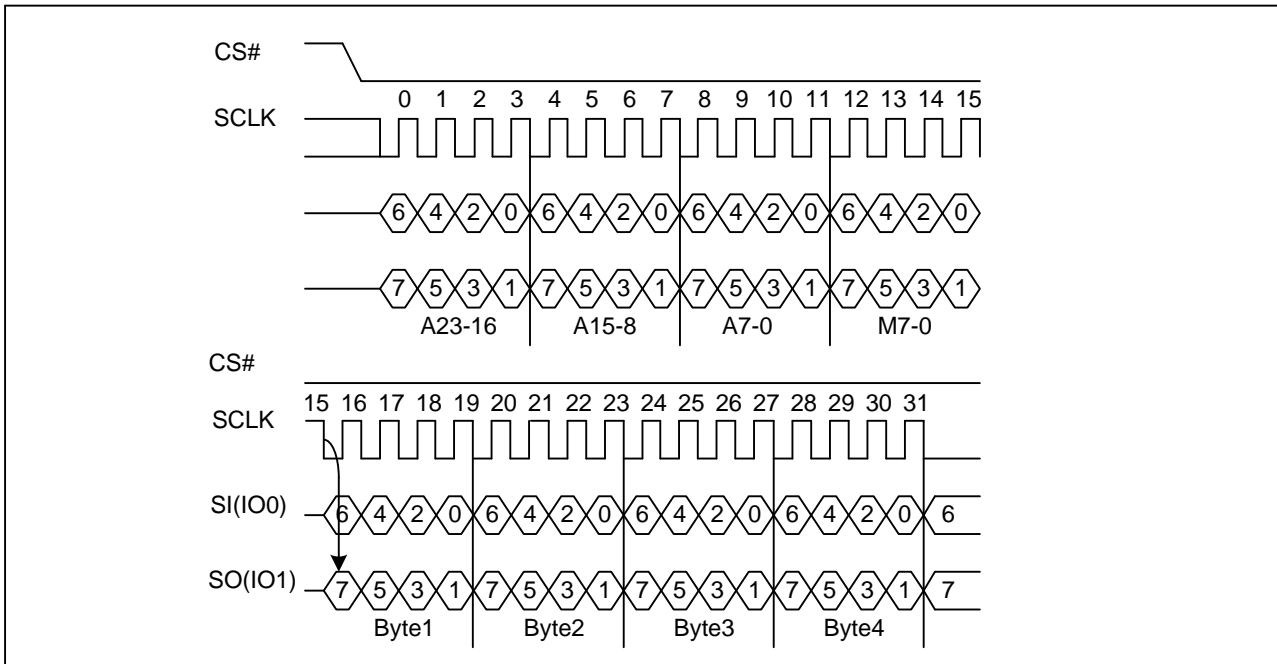 CS#
0 1 2 3 4 5 6 7 8 9 10 11 12 13 14 15
SCLK
6 4 2 0 6 4 2 0 6 4 2 0 6 4 2 0
7 5 3 1 7 5 3 1 7 5 3 1 7 5 3 1
A23-16 A15-8 A7-0 M7-0
CS#
15 16 17 18 19 20 21 22 23 24 25 26 27 28 29 30 31
SCLK
SI(IO0) 6 4 2 0 6 4 2 0 6 4 2 0 6 4 2 0 6
SO(IO1) 7 5 3 1 7 5 3 1 7 5 3 1 7 5 3 1 7
Byte1 Byte2 Byte3 Byte4